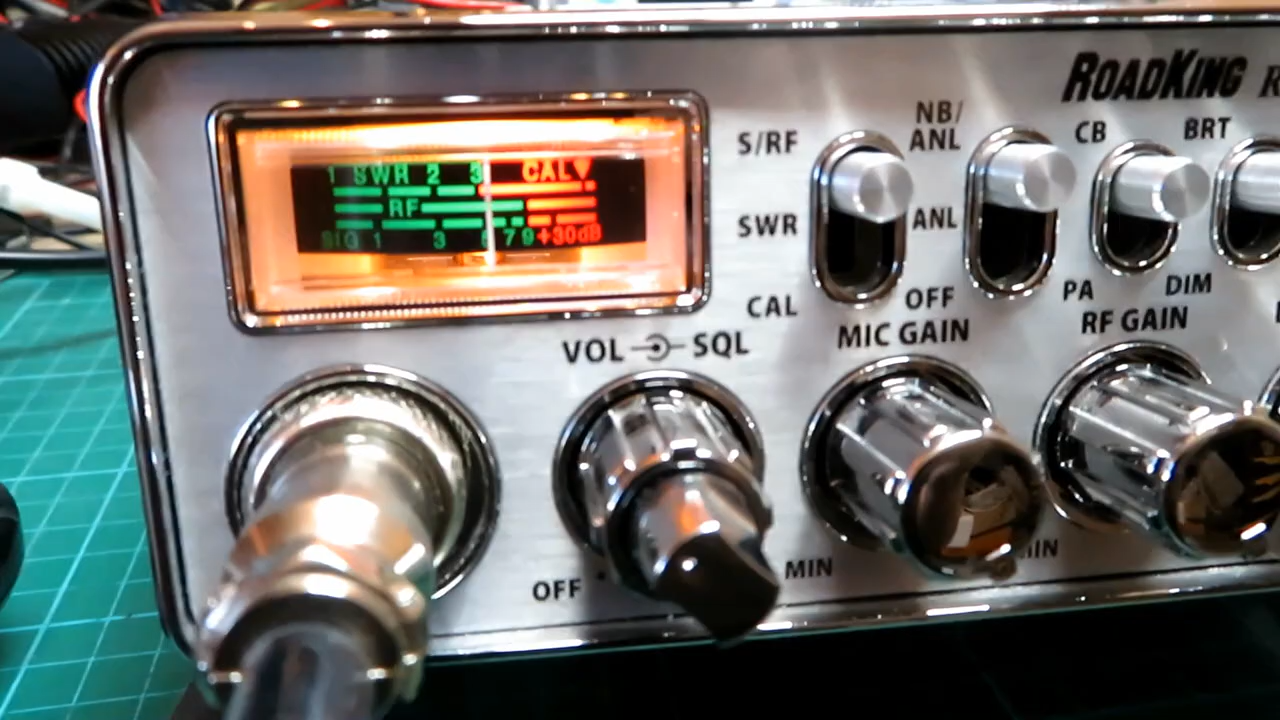 ROADKING
NB/
ANL
S/RF
CB
BRT
1 SWR 2 3 CAL
SWR
ANL
RF
SIG 1 3 7 9 +30dB
PA
DIM
CAL
OFF
MIC GAIN
RF GAIN
VOL SQL
OFF
MIN